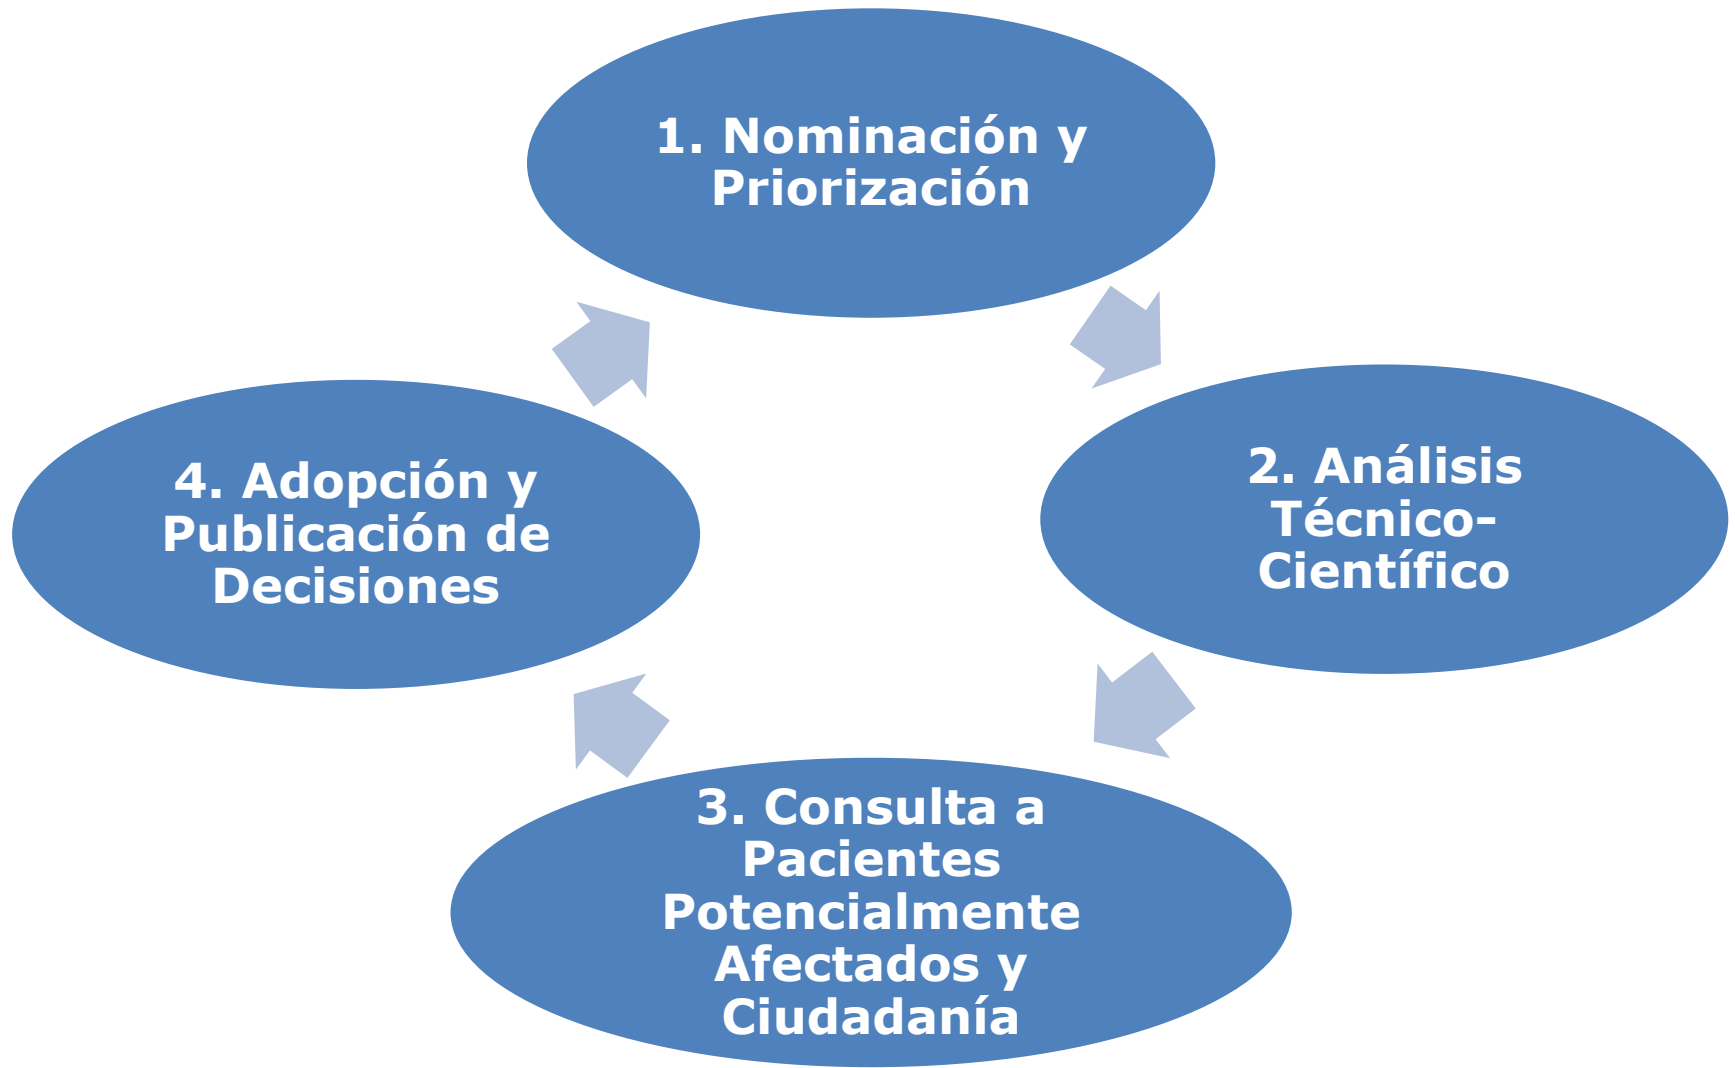 1. Nominación y
Priorización
2. Análisis
Técnico-
Científico
3. Consulta a
Pacientes
Potencialmente
Afectados y
Ciudadanía
4. Adopción y
Publicación de
Decisiones